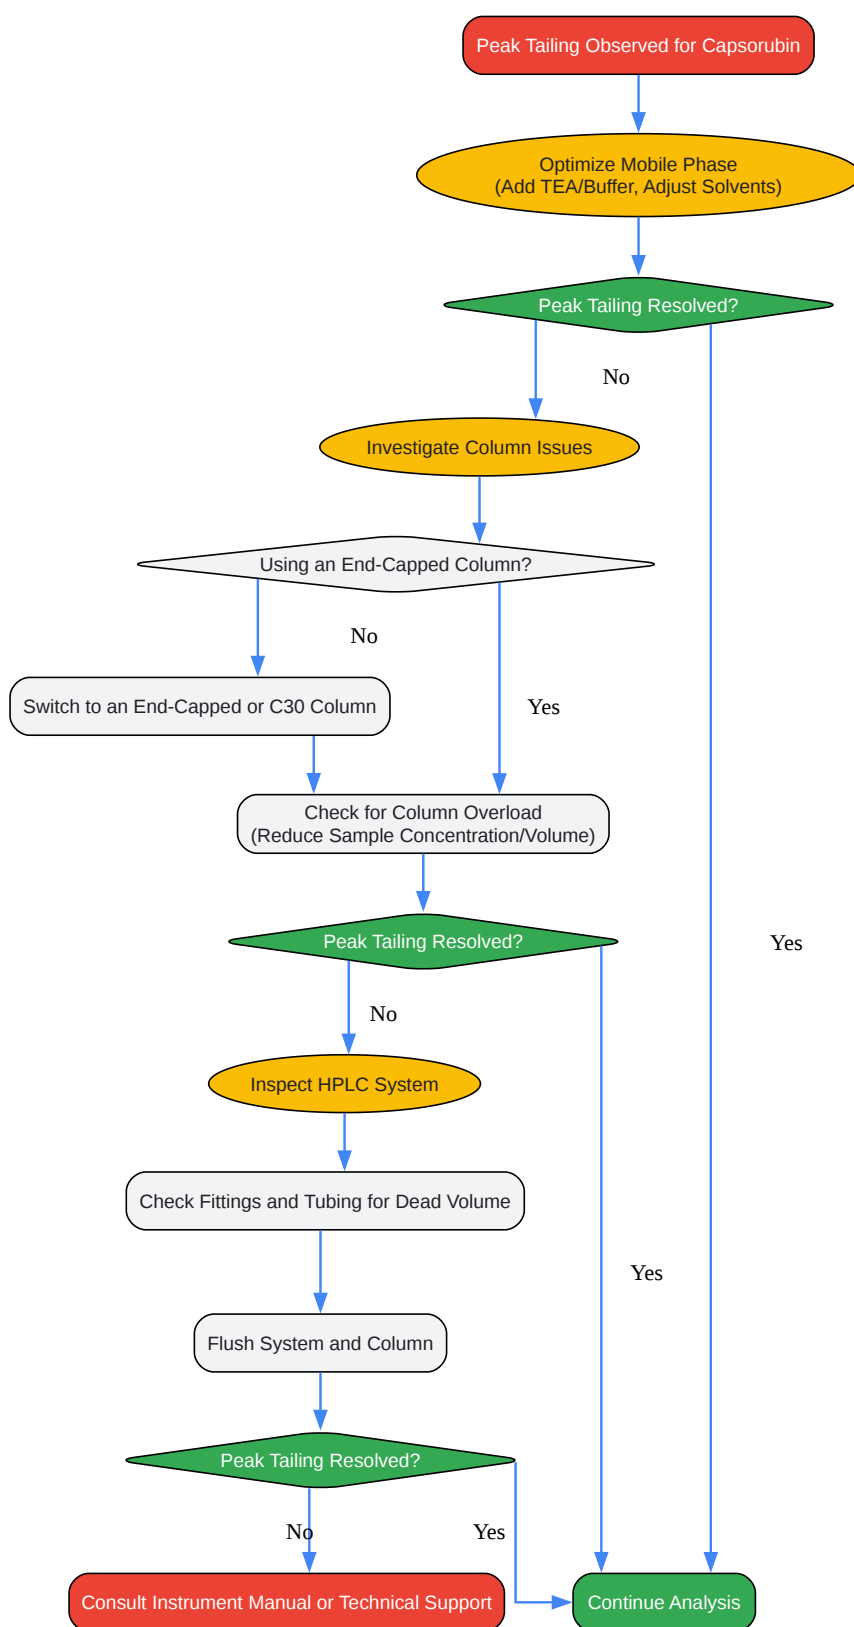 Peak Tailing Observed for Capsorubin
Optimize Mobile Phase
(Add TEA/Buffer, Adjust Solvents)
Peak Tailing Resolved?
No
Investigate Column Issues
Using an End-Capped Column?
No
Switch to an End-Capped or C30 Column
Yes
Check for Column Overload
(Reduce Sample Concentration/Volume)
Peak Tailing Resolved?
Yes
No
Inspect HPLC System
Check Fittings and Tubing for Dead Volume
Yes
Flush System and Column
Peak Tailing Resolved?
No
Yes
Consult Instrument Manual or Technical Support
Continue Analysis